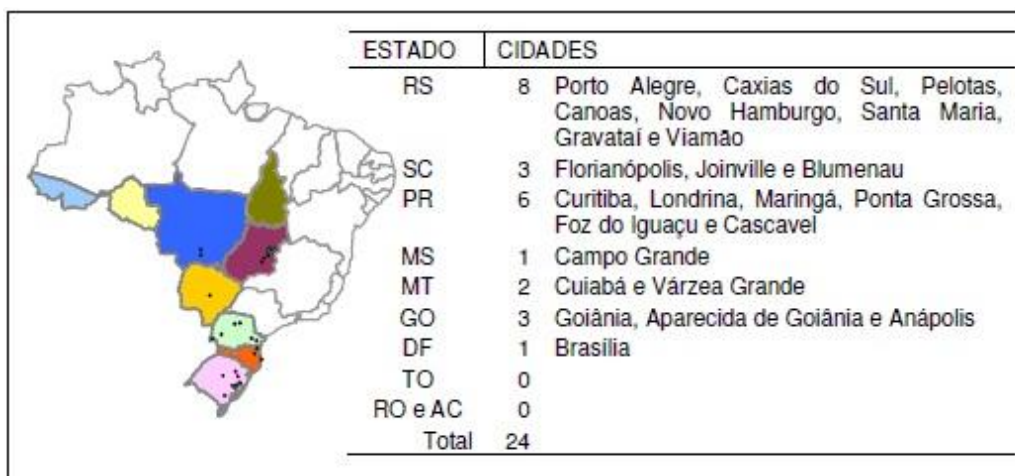 ESTADO CIDADES
RS 8 Porto Alegre, Caxias do Sul, Pelotas,
Canoas, Novo Hamburgo, Santa Maria,
Gravataí e Viamão
SC 3 Florianópolis, Joinville e Blumenau
PR 6 Curitiba, Londrina, Maringá, Ponta Grossa,
Foz do Iguaçu e Cascavel
MS 1 Campo Grande
MT 2 Cuiabá e Várzea Grande
GO 3 Goiânia, Aparecida de Goiânia e Anápolis
DF 1 Brasília
TO 0
RO e AC 0
Total 24